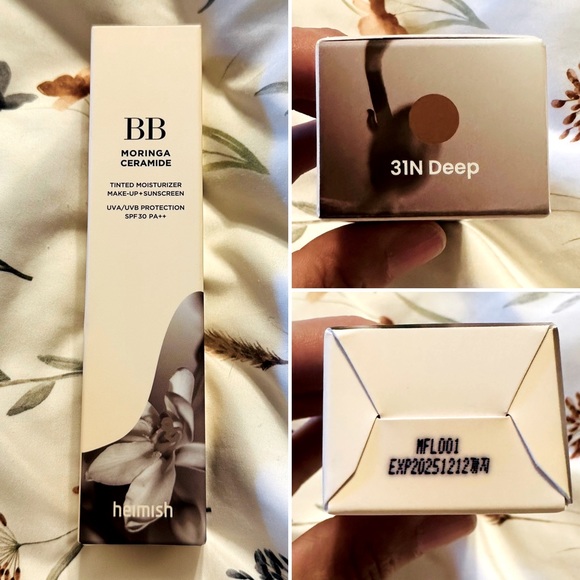 BB
MORINGA
CERAMIDE
TINTED MOISTURIZER
MAKE-UP+SUNSCREEN
UVA/UVB PROTECTION
SPF30 PA++
heimish
31N Deep
MFL001
EXP20251212까지